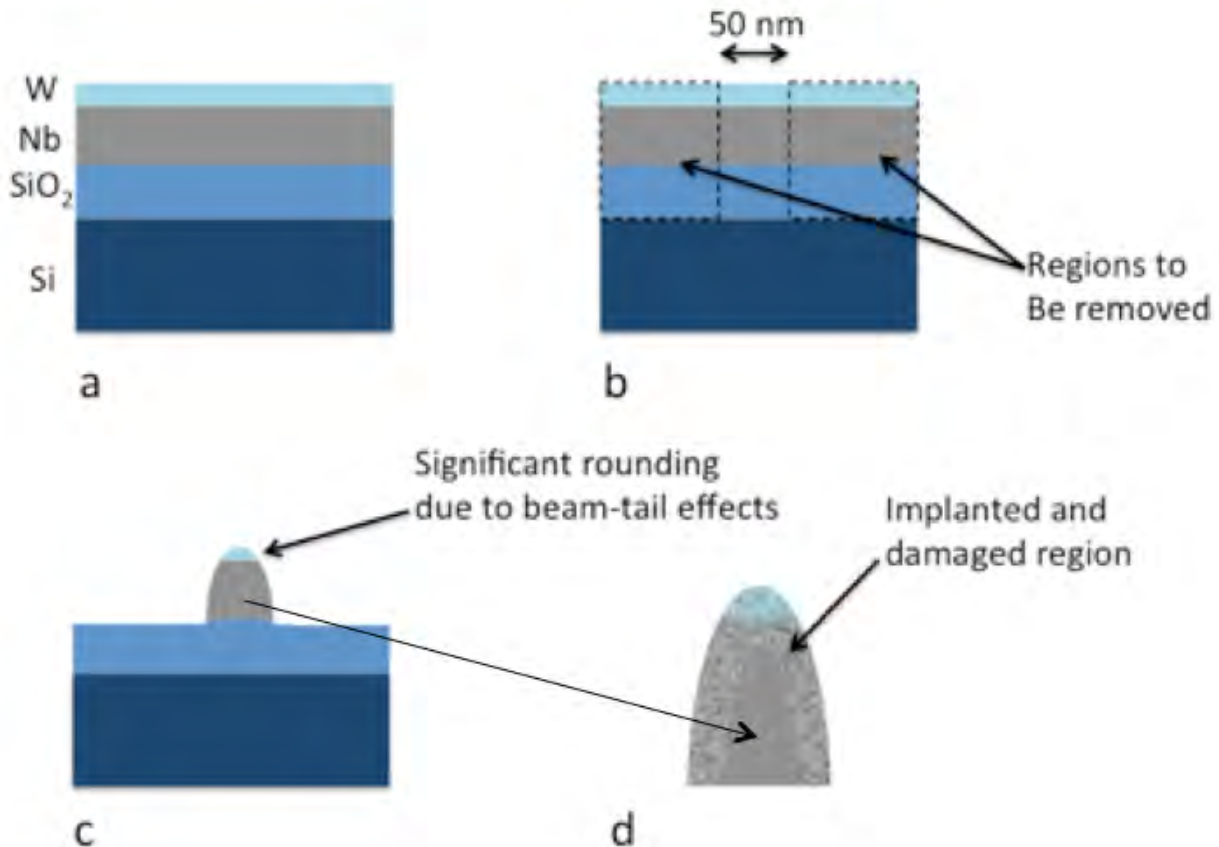 50 nm
W
Nb
SiO₂
Si
Regions to
Be removed
a
b
Significant rounding
due to beam-tail effects
Implanted and
damaged region
c
d